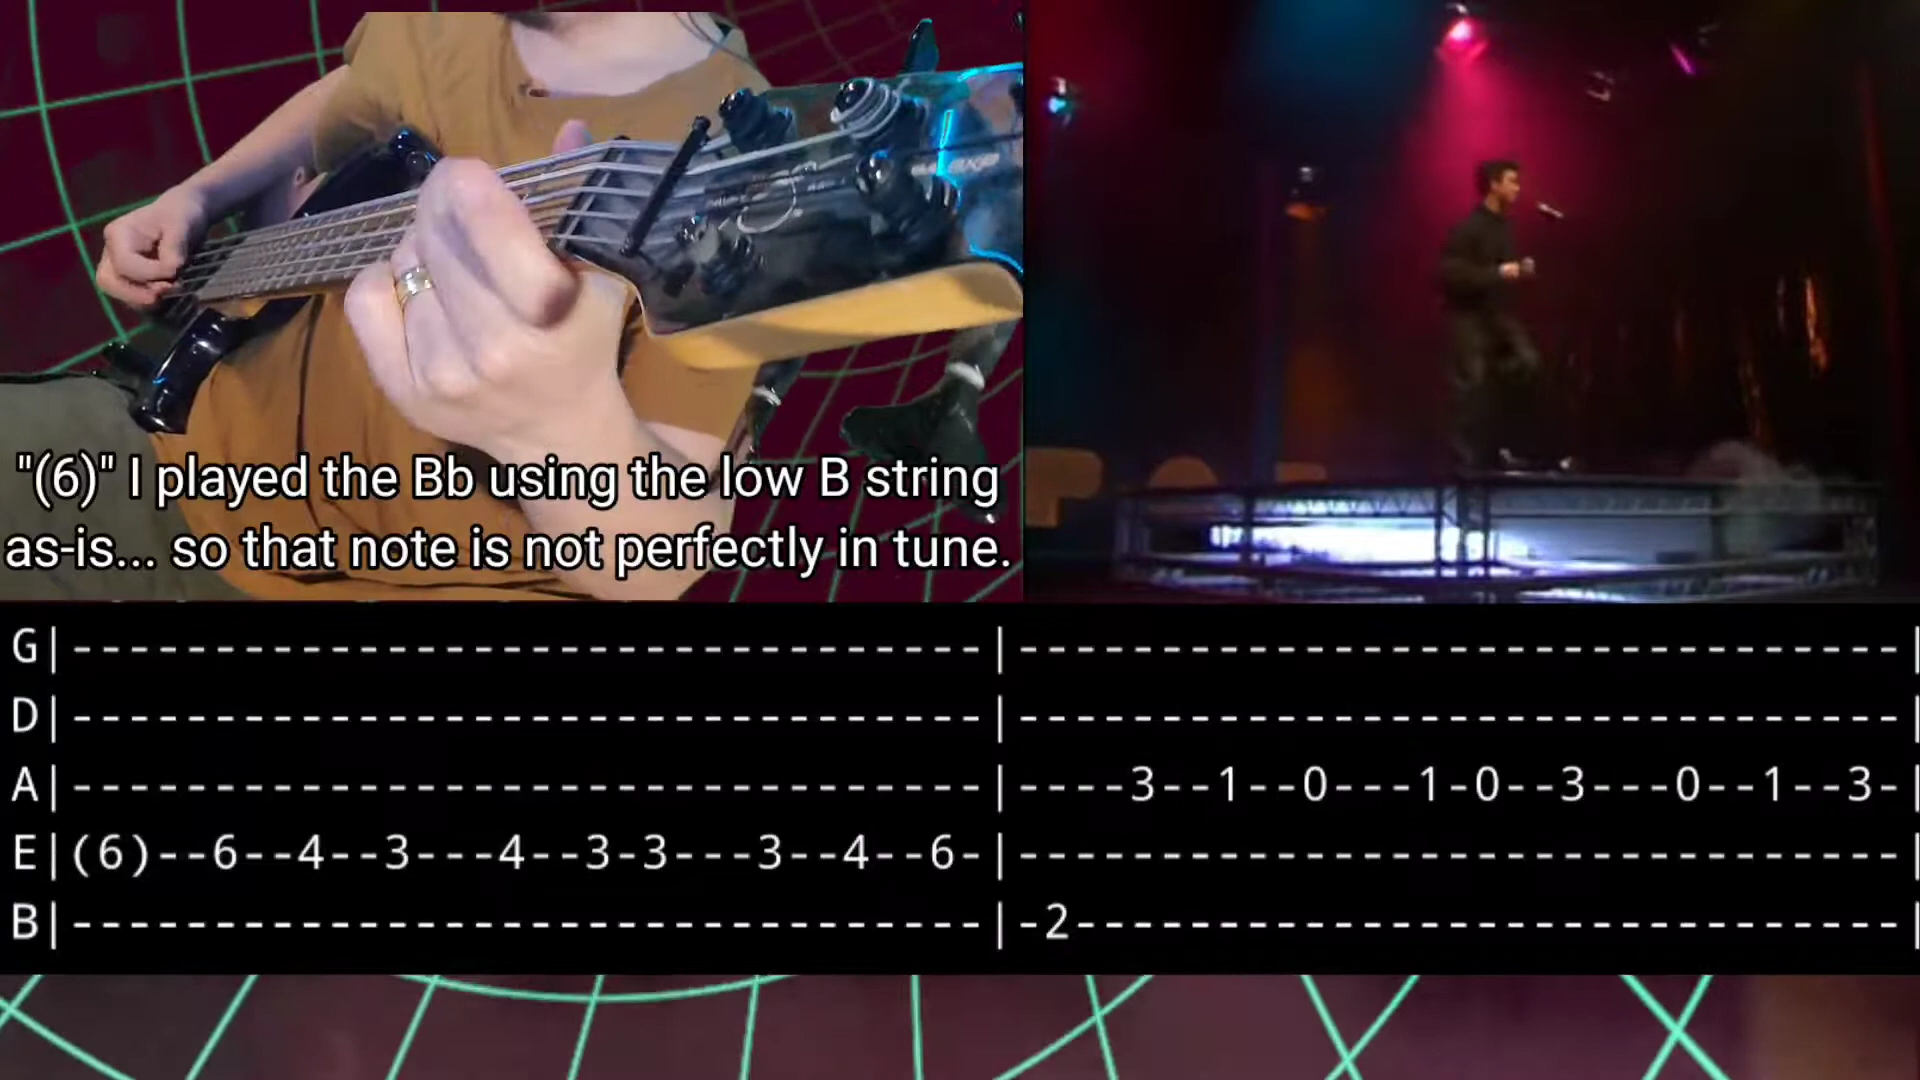 "(6)" I played the Bb using the low B string
as-is... so that note is not perfectly in tune.
G|--------------------------------|-------------------------------|
D|--------------------------------|-------------------------------|
A|--------------------------------|----3--1--0---1-0--3---0--1--3-|
E|(6)--6--4--3---4--3-3---3--4--6-|-------------------------------|
B|--------------------------------|-2-----------------------------|